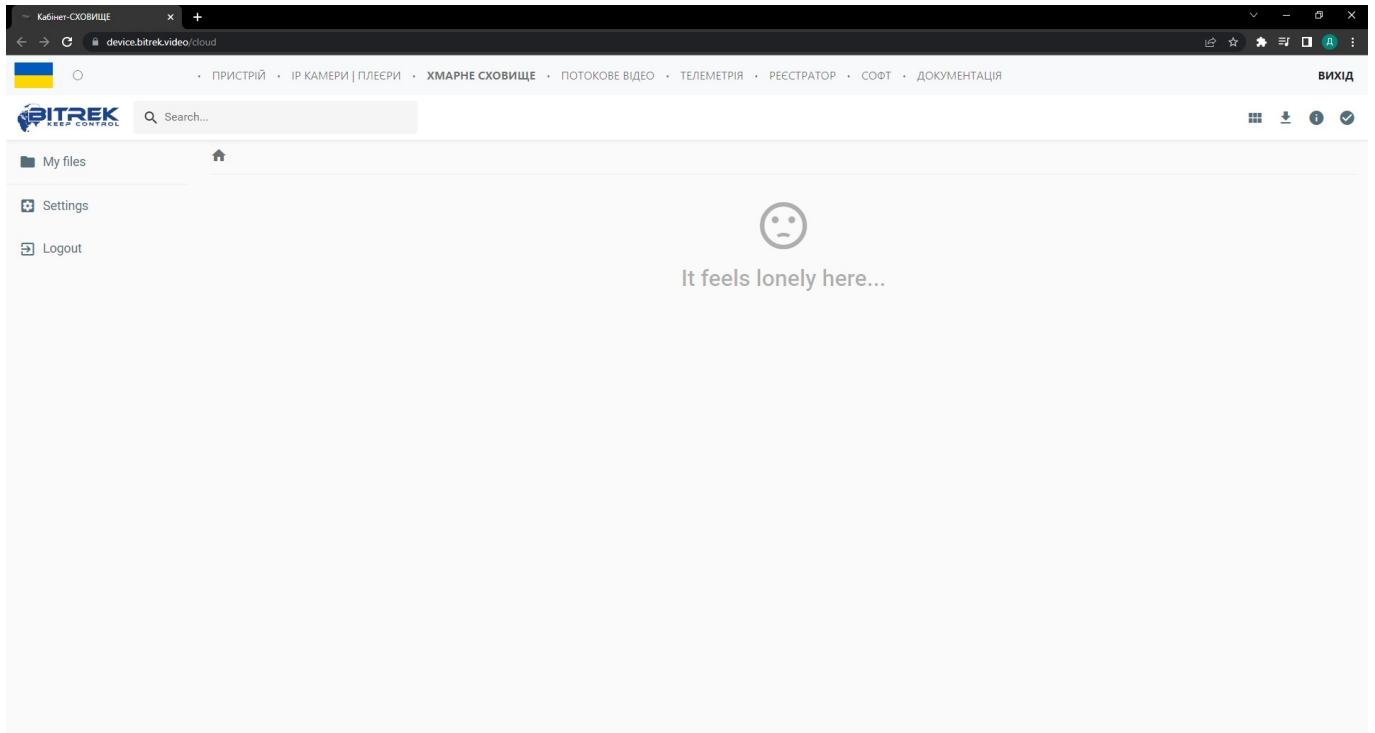 Кабінет-СХОВИЩЕ
device.bitrek.video/cloud
Д
• ПРИСТРІЙ • IP КАМЕРИ | ПЛЕЄРИ • ХМАРНЕ СХОВИЩЕ • ПОТОКОВЕ ВІДЕО • ТЕЛЕМЕТРІЯ • РЕЄСТРАТОР • СОФТ • ДОКУМЕНТАЦІЯ
ВИХІД
BITREK
KEEP CONTROL
Search...
My files
Settings
Logout
It feels lonely here...